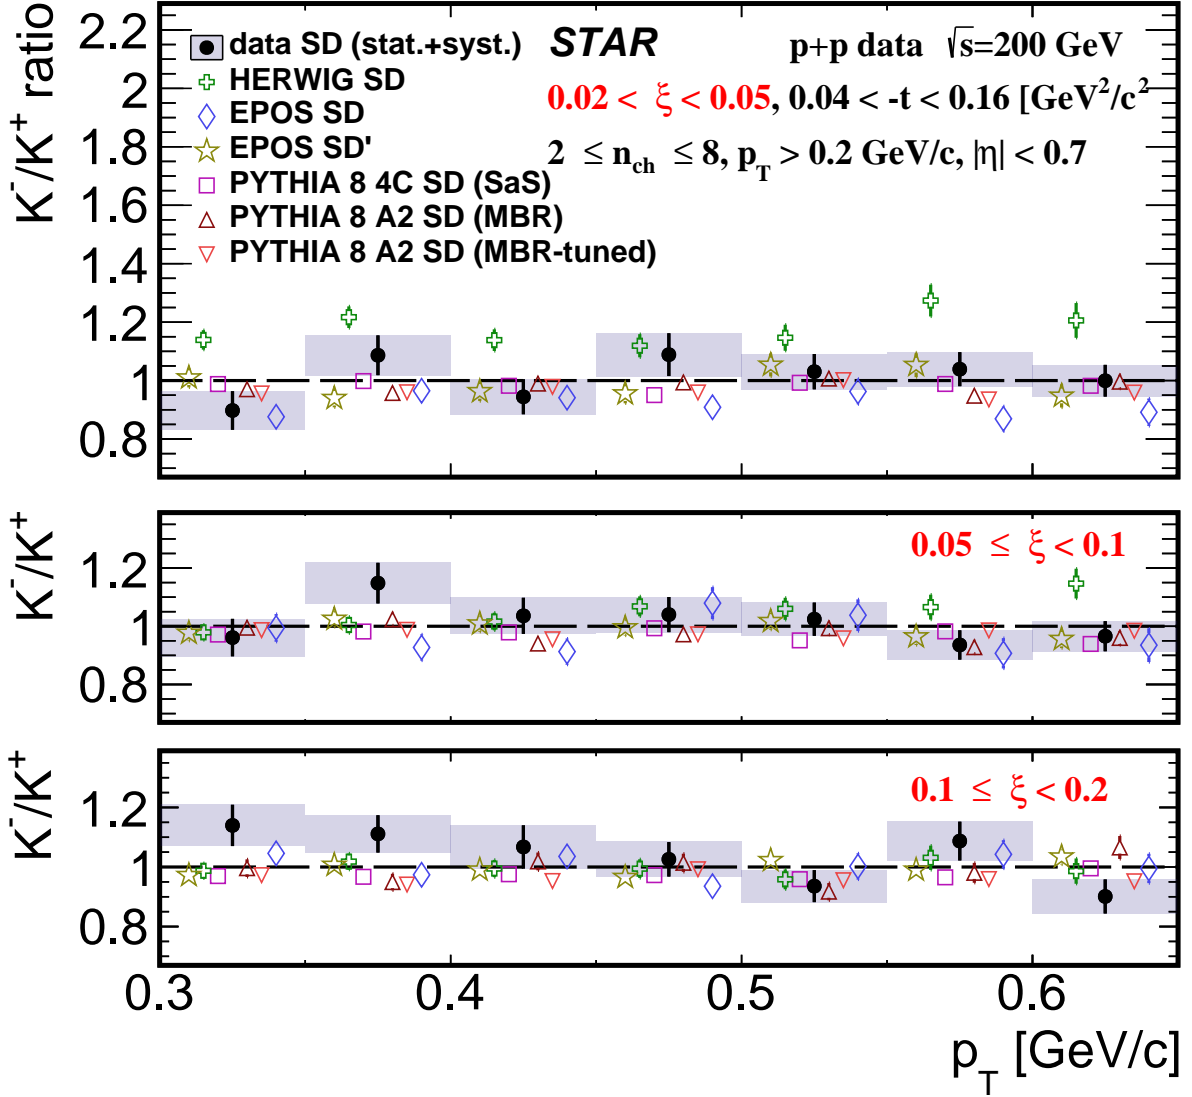 K⁻/K⁺ ratio
2.2
2
1.8
1.6
1.4
1.2
1
0.8
data SD (stat.+syst.)
HERWIG SD
EPOS SD
EPOS SD'
PYTHIA 8 4C SD (SaS)
PYTHIA 8 A2 SD (MBR)
PYTHIA 8 A2 SD (MBR-tuned)
STAR
p+p data √s=200 GeV
0.02 < ξ < 0.05, 0.04 < -t < 0.16 [GeV²/c²
2 ≤ n_ch ≤ 8, p_T > 0.2 GeV/c, |η| < 0.7
K⁻/K⁺
1.2
1
0.8
0.05 ≤ ξ < 0.1
K⁻/K⁺
1.2
1
0.8
0.1 ≤ ξ < 0.2
0.3 0.4 0.5 0.6
p_T [GeV/c]